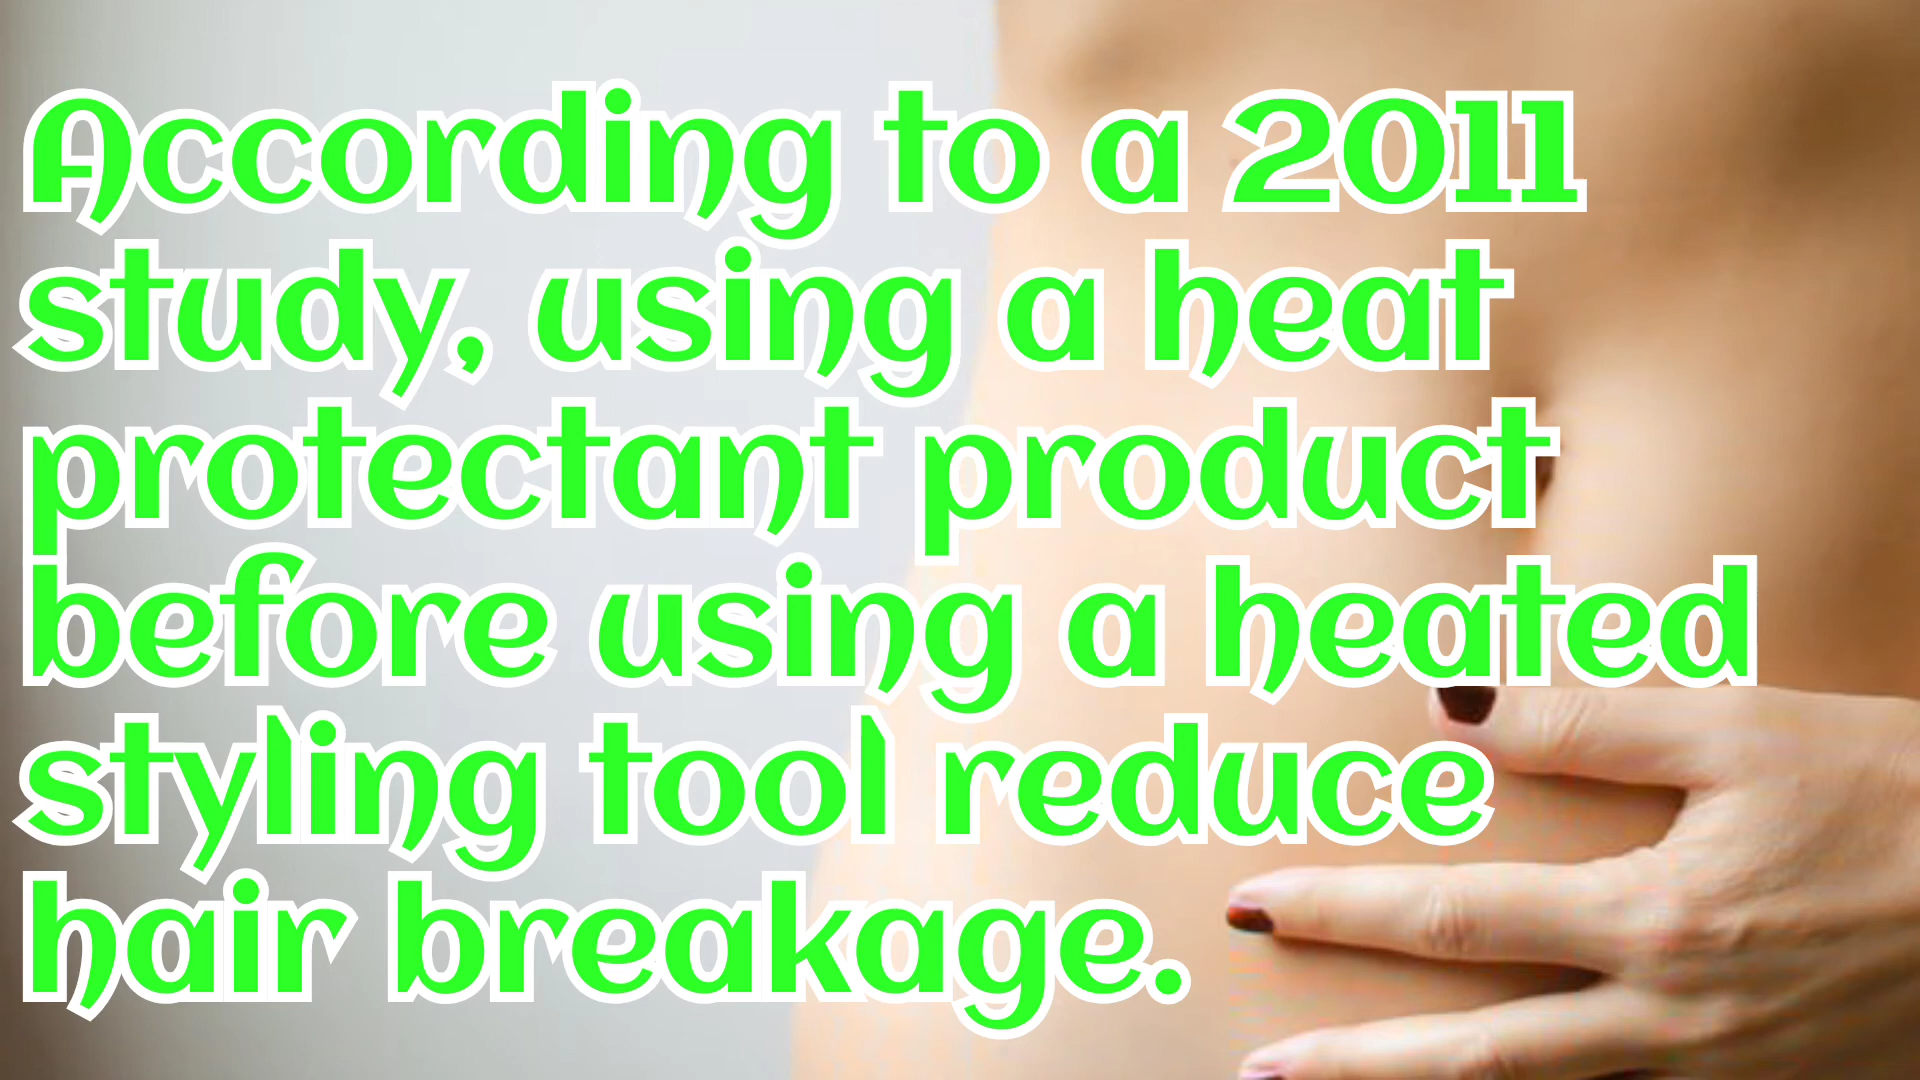 According to a 2011
study, using a heat
protectant product
before using a heated
styling tool reduce
hair breakage.